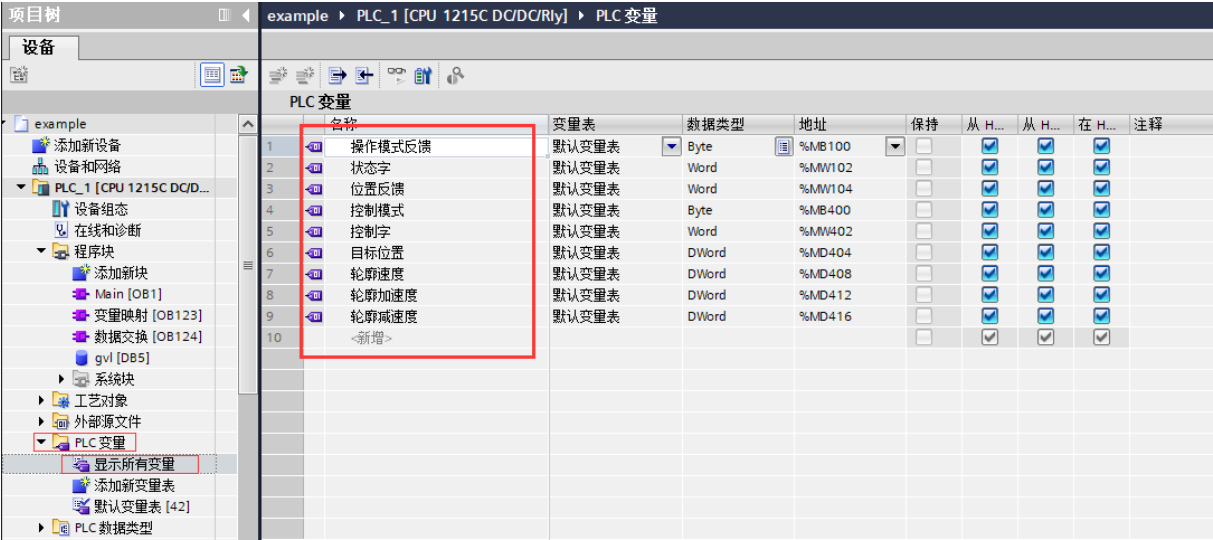 项目树
example ▸ PLC_1 [CPU 1215C DC/DC/Rly] ▸ PLC 变量
设备
PLC 变量
example
添加新设备
设备和网络
PLC_1 [CPU 1215C DC/D...
设备组态
在线和诊断
程序块
添加新块
Main [OB1]
变量映射 [OB123]
数据交换 [OB124]
gvl [DB5]
系统块
工艺对象
外部源文件
PLC 变量
显示所有变量
添加新变量表
默认变量表 [42]
PLC 数据类型
名称 变量表 数据类型 地址 保持 从 H... 从 H... 在 H... 注释
1 操作模式反馈 默认变量表 Byte %MB100
2 状态字 默认变量表 Word %MW102
3 位置反馈 默认变量表 Word %MW104
4 控制模式 默认变量表 Byte %MB400
5 控制字 默认变量表 Word %MW402
6 目标位置 默认变量表 DWord %MD404
7 轮廓速度 默认变量表 DWord %MD408
8 轮廓加速度 默认变量表 DWord %MD412
9 轮廓减速度 默认变量表 DWord %MD416
10 <新增>